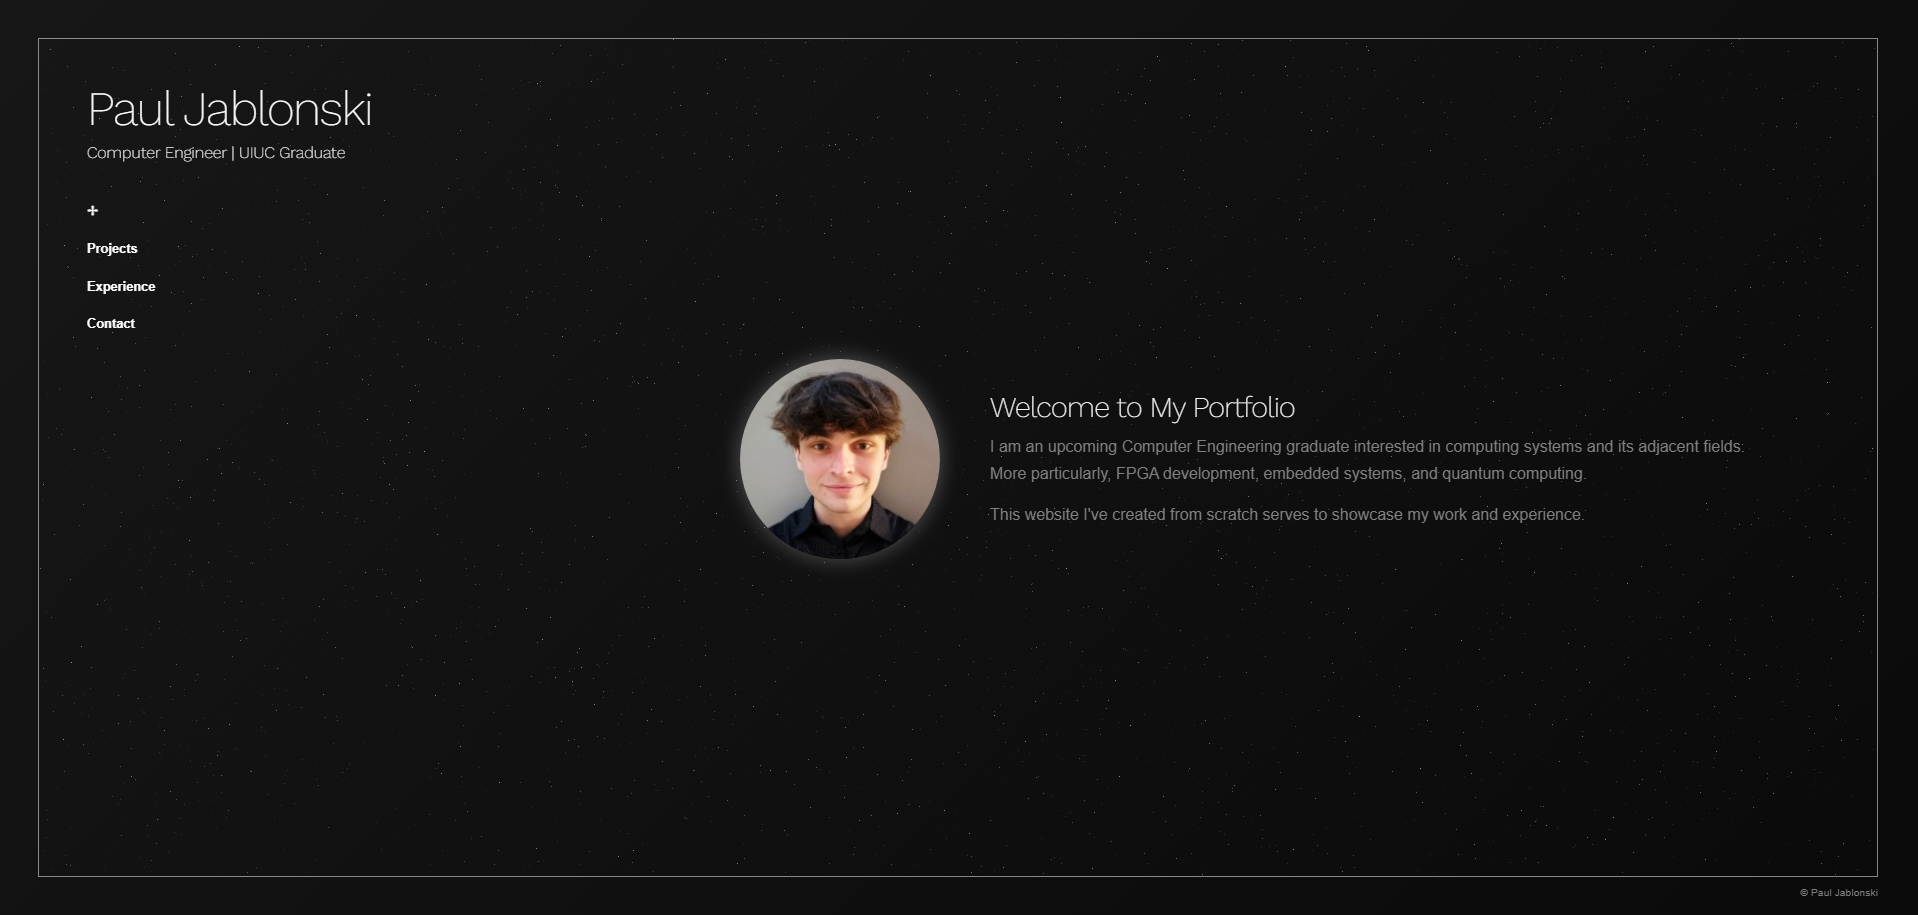 Paul Jablonski
Computer Engineer | UIUC Graduate
Projects
Experience
Contact
Welcome to My Portfolio
I am an upcoming Computer Engineering graduate interested in computing systems and its adjacent fields:
More particularly, FPGA development, embedded systems, and quantum computing.
This website I've created from scratch serves to showcase my work and experience.
© Paul Jablonski